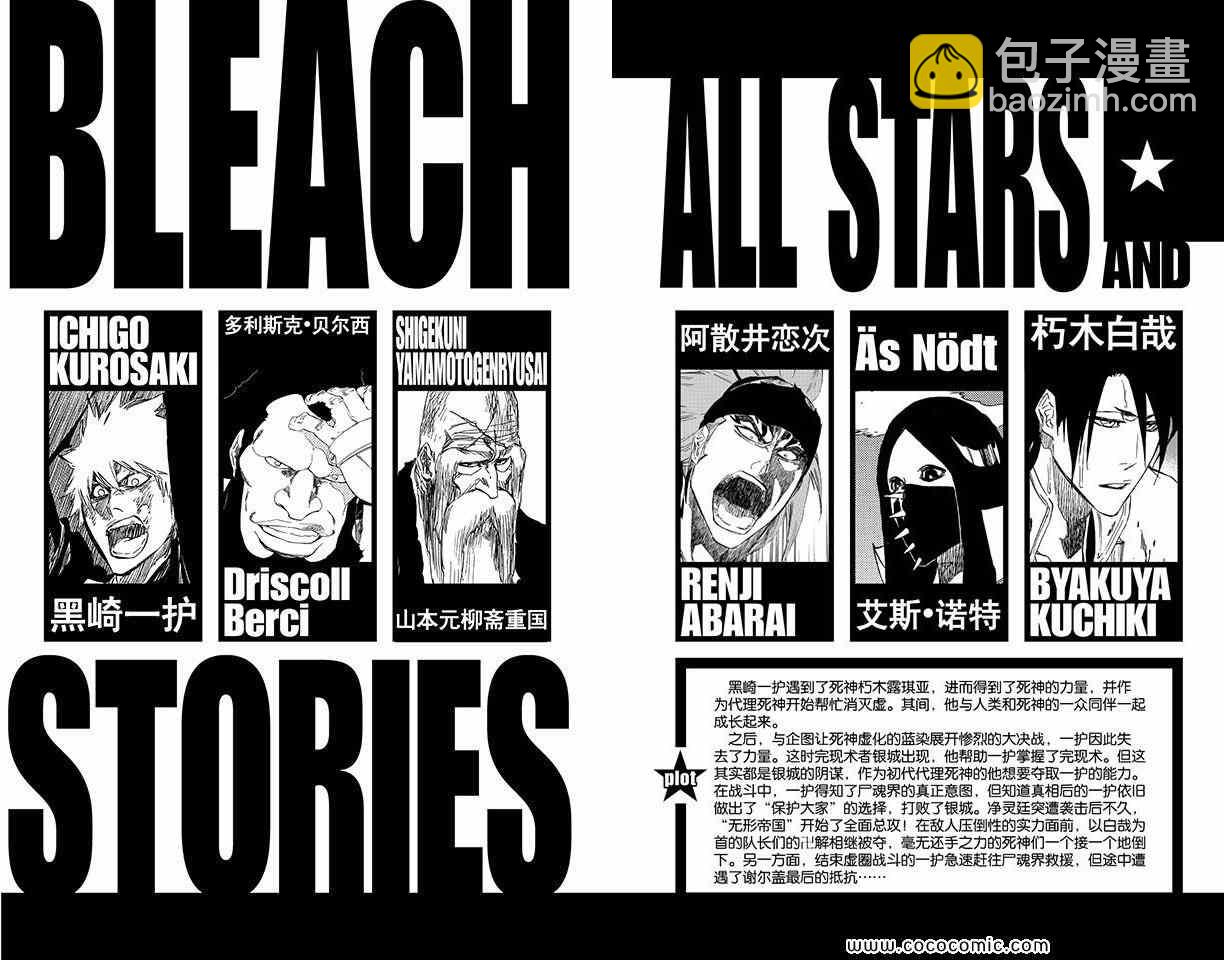 BLEACH
ALL STARS
AND
包子漫畫
baozimh.com
ICHIGO
KUROSAKI
黑崎一护
多利斯克•贝尔西
Driscoll
Berci
SHIGEKUNI
YAMAMOTOGENRYUSAI
山本元柳斋重国
阿散井恋次
RENJI
ABARAI
Äs Nödt
艾斯•诺特
朽木白哉
BYAKUYA
KUCHIKI
STORIES
plot
黑崎一护遇到了死神朽木露琪亚，进而得到了死神的力量，并作
为代理死神开始帮忙消灭虚。其间，他与人类和死神的一众同伴一起
成长起来。
之后，与企图让死神虚化的蓝染展开惨烈的大决战，一护因此失
去了力量。这时完现术者银城出现，他帮助一护掌握了完现术。但这
其实都是银城的阴谋，作为初代代理死神的他想要夺取一护的能力。
在战斗中，一护得知了尸魂界的真正意图，但知道真相后的一护依旧
做出了“保护大家”的选择，打败了银城。净灵廷突遭袭击后不久，
“无形帝国”开始了全面总攻！在敌人压倒性的实力面前，以白哉为
首的队长们的卍解相继被夺，毫无还手之力的死神们一个接一个地倒
下。另一方面，结束虚圈战斗的一护急速赶往尸魂界救援，但途中遭
遇了谢尔盖最后的抵抗……
www.cococomic.com